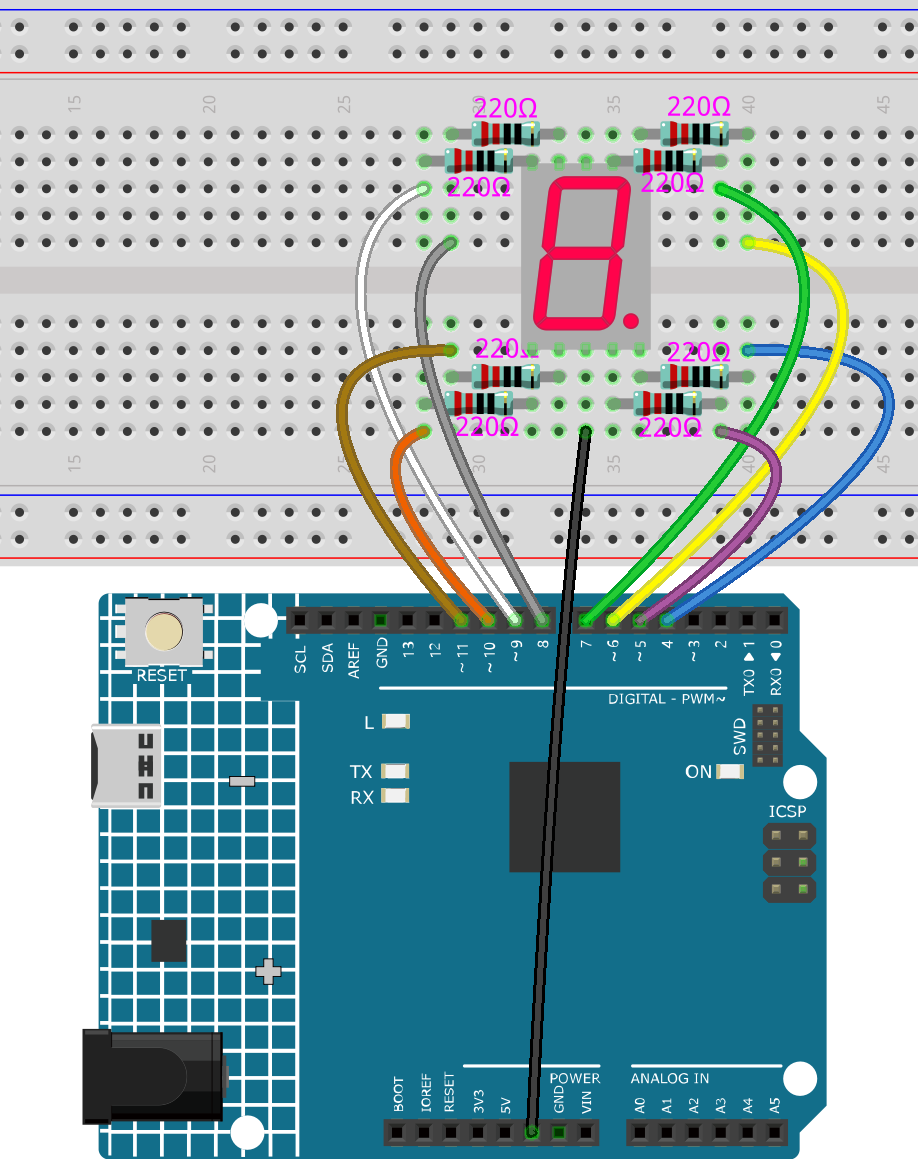 15 20 25 30 35 40 45
220Ω 220Ω
220Ω 220Ω
220Ω 220Ω
220Ω 220Ω
15 20 25 30 35 40 45
RESET
SCL SDA AREF GND 13 12 ~11 ~10 ~9 8 7 ~6 ~5 4 ~3 2 TX0▶1 RX0◀0
DIGITAL - PWM~
L
TX
RX
ON
SWD
ICSP
POWER
ANALOG IN
BOOT IOREF RESET 3V3 5V GND VIN A0 A1 A2 A3 A4 A5